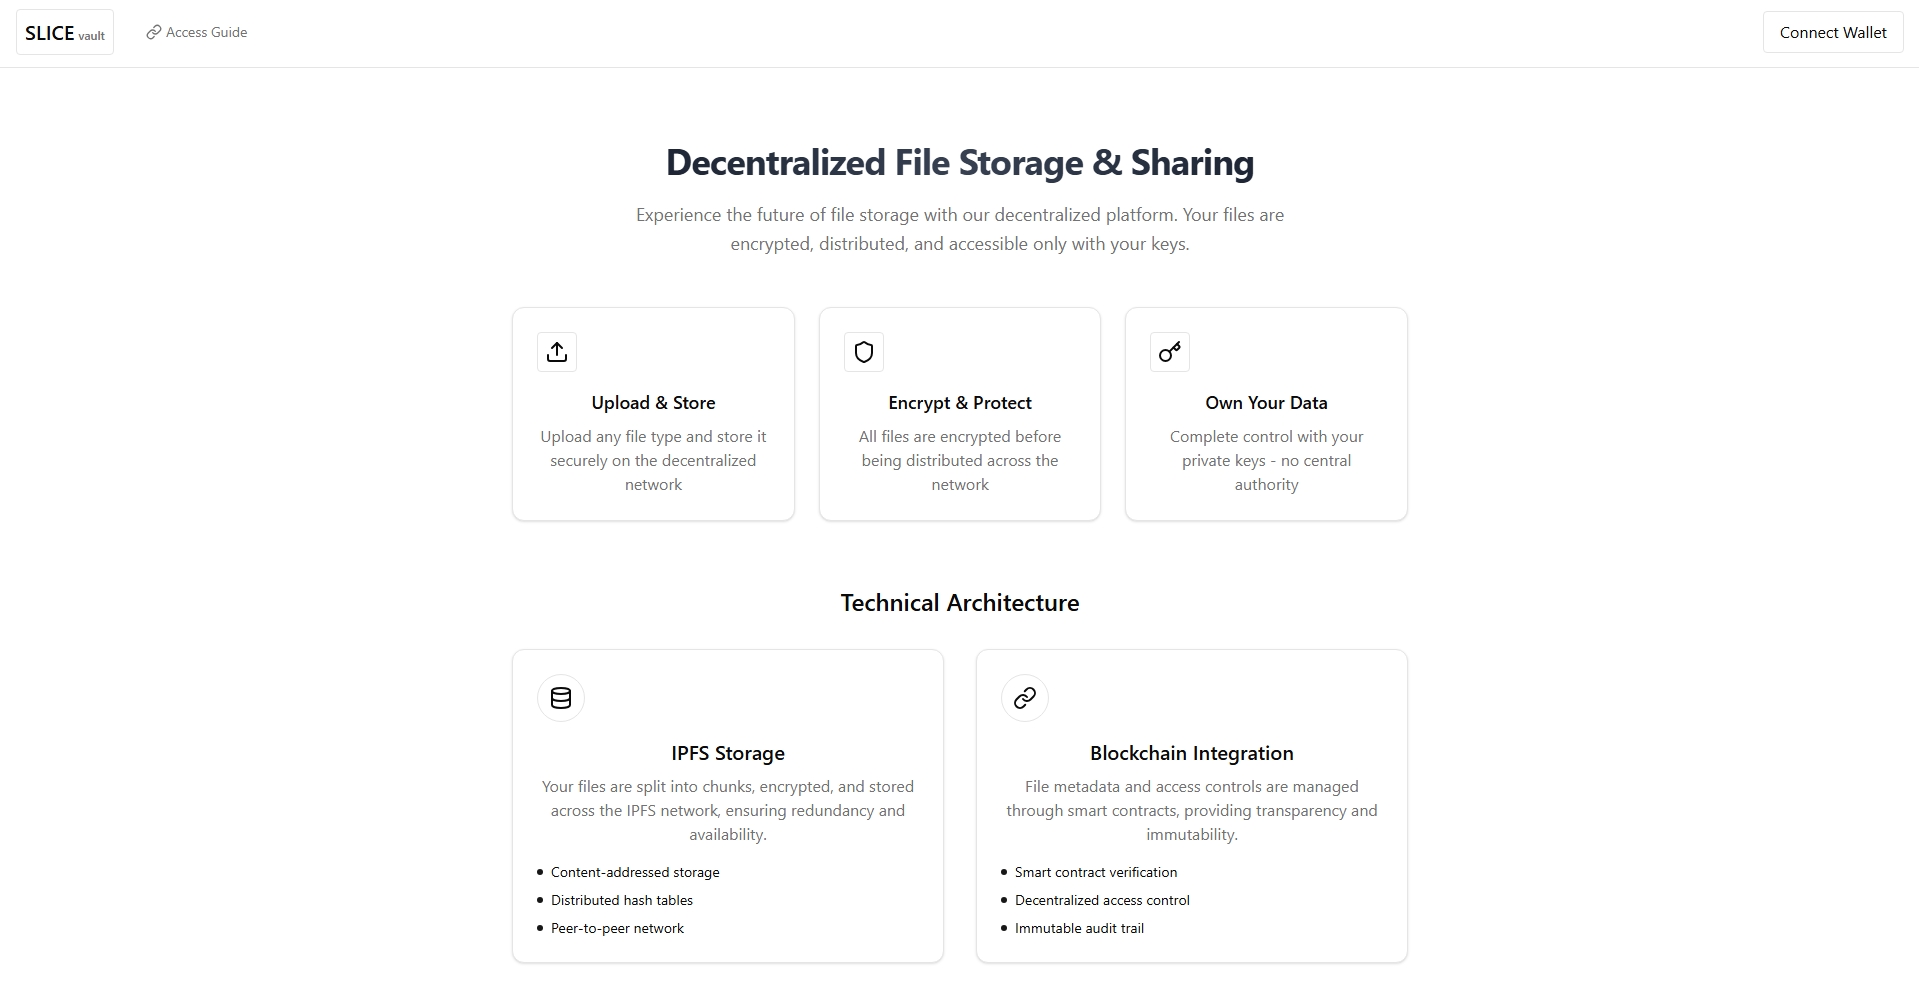 SLICE vault
Access Guide
Connect Wallet
Decentralized File Storage & Sharing
Experience the future of file storage with our decentralized platform. Your files are
encrypted, distributed, and accessible only with your keys.
Upload & Store
Upload any file type and store it
securely on the decentralized
network
Encrypt & Protect
All files are encrypted before
being distributed across the
network
Own Your Data
Complete control with your
private keys - no central
authority
Technical Architecture
IPFS Storage
Your files are split into chunks, encrypted, and stored
across the IPFS network, ensuring redundancy and
availability.
Content-addressed storage
Distributed hash tables
Peer-to-peer network
Blockchain Integration
File metadata and access controls are managed
through smart contracts, providing transparency and
immutability.
Smart contract verification
Decentralized access control
Immutable audit trail